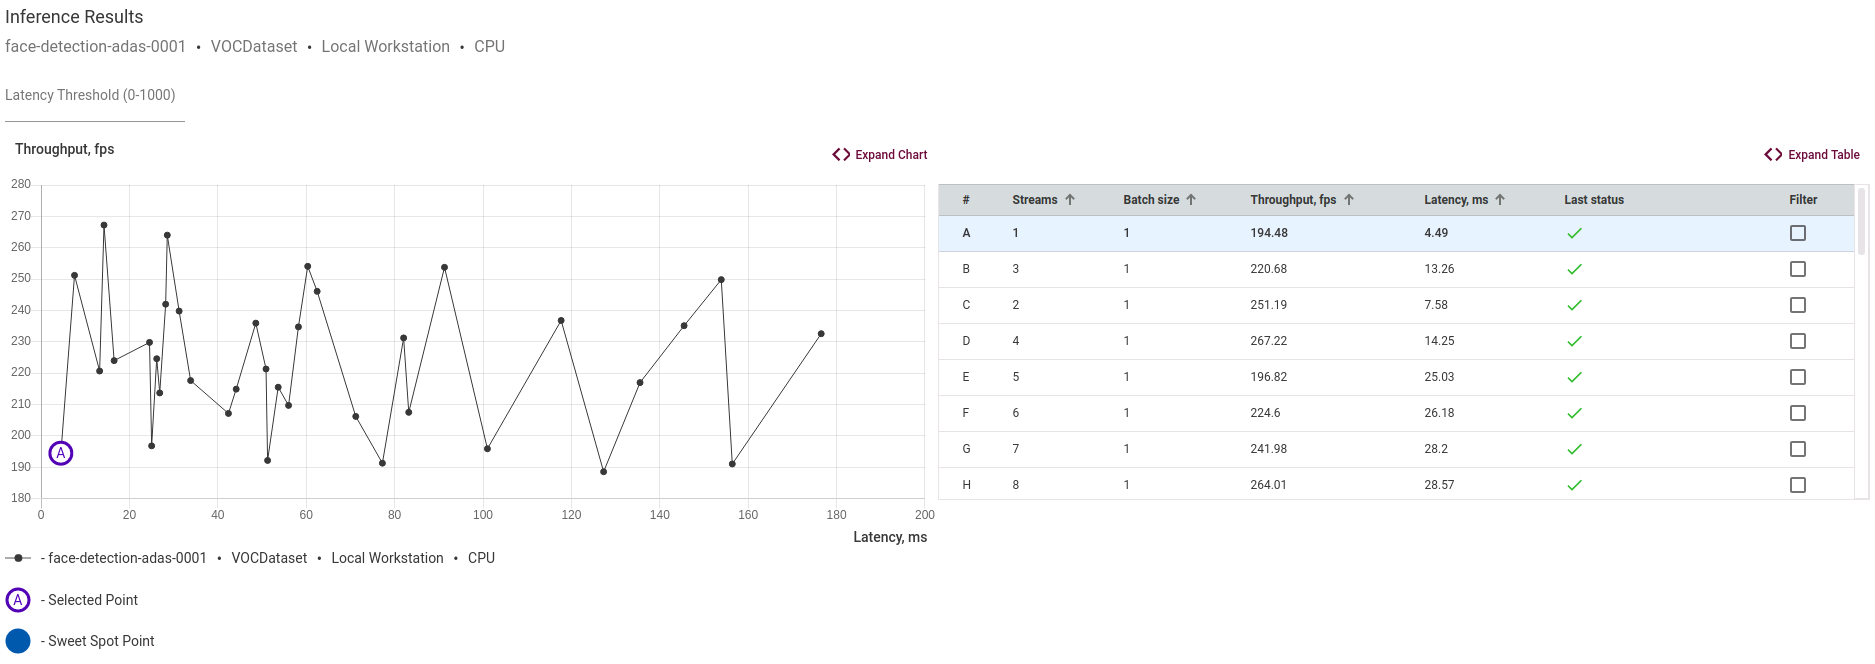 Inference Results
face-detection-adas-0001 • VOCDataset • Local Workstation • CPU
Latency Threshold (0-1000)
Throughput, fps
Expand Chart
280
270
260
250
240
230
220
210
200
190
180
A
0 20 40 60 80 100 120 140 160 180 200
Latency, ms
- face-detection-adas-0001 • VOCDataset • Local Workstation • CPU
A - Selected Point
- Sweet Spot Point
Expand Table
# Streams Batch size Throughput, fps Latency, ms Last status Filter
A 1 1 194.48 4.49
B 3 1 220.68 13.26
C 2 1 251.19 7.58
D 4 1 267.22 14.25
E 5 1 196.82 25.03
F 6 1 224.6 26.18
G 7 1 241.98 28.2
H 8 1 264.01 28.57